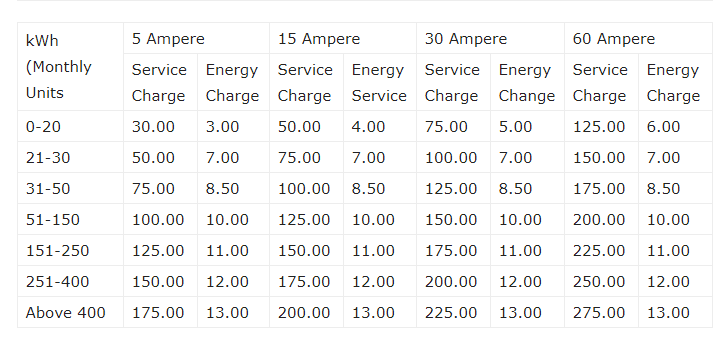 kWh (Monthly Units 5 Ampere 15 Ampere 30 Ampere 60 Ampere
Service Charge Energy Charge Service Charge Energy Service Service Charge Energy Change Service Charge Energy Charge
0-20 30.00 3.00 50.00 4.00 75.00 5.00 125.00 6.00
21-30 50.00 7.00 75.00 7.00 100.00 7.00 150.00 7.00
31-50 75.00 8.50 100.00 8.50 125.00 8.50 175.00 8.50
51-150 100.00 10.00 125.00 10.00 150.00 10.00 200.00 10.00
151-250 125.00 11.00 150.00 11.00 175.00 11.00 225.00 11.00
251-400 150.00 12.00 175.00 12.00 200.00 12.00 250.00 12.00
Above 400 175.00 13.00 200.00 13.00 225.00 13.00 275.00 13.00